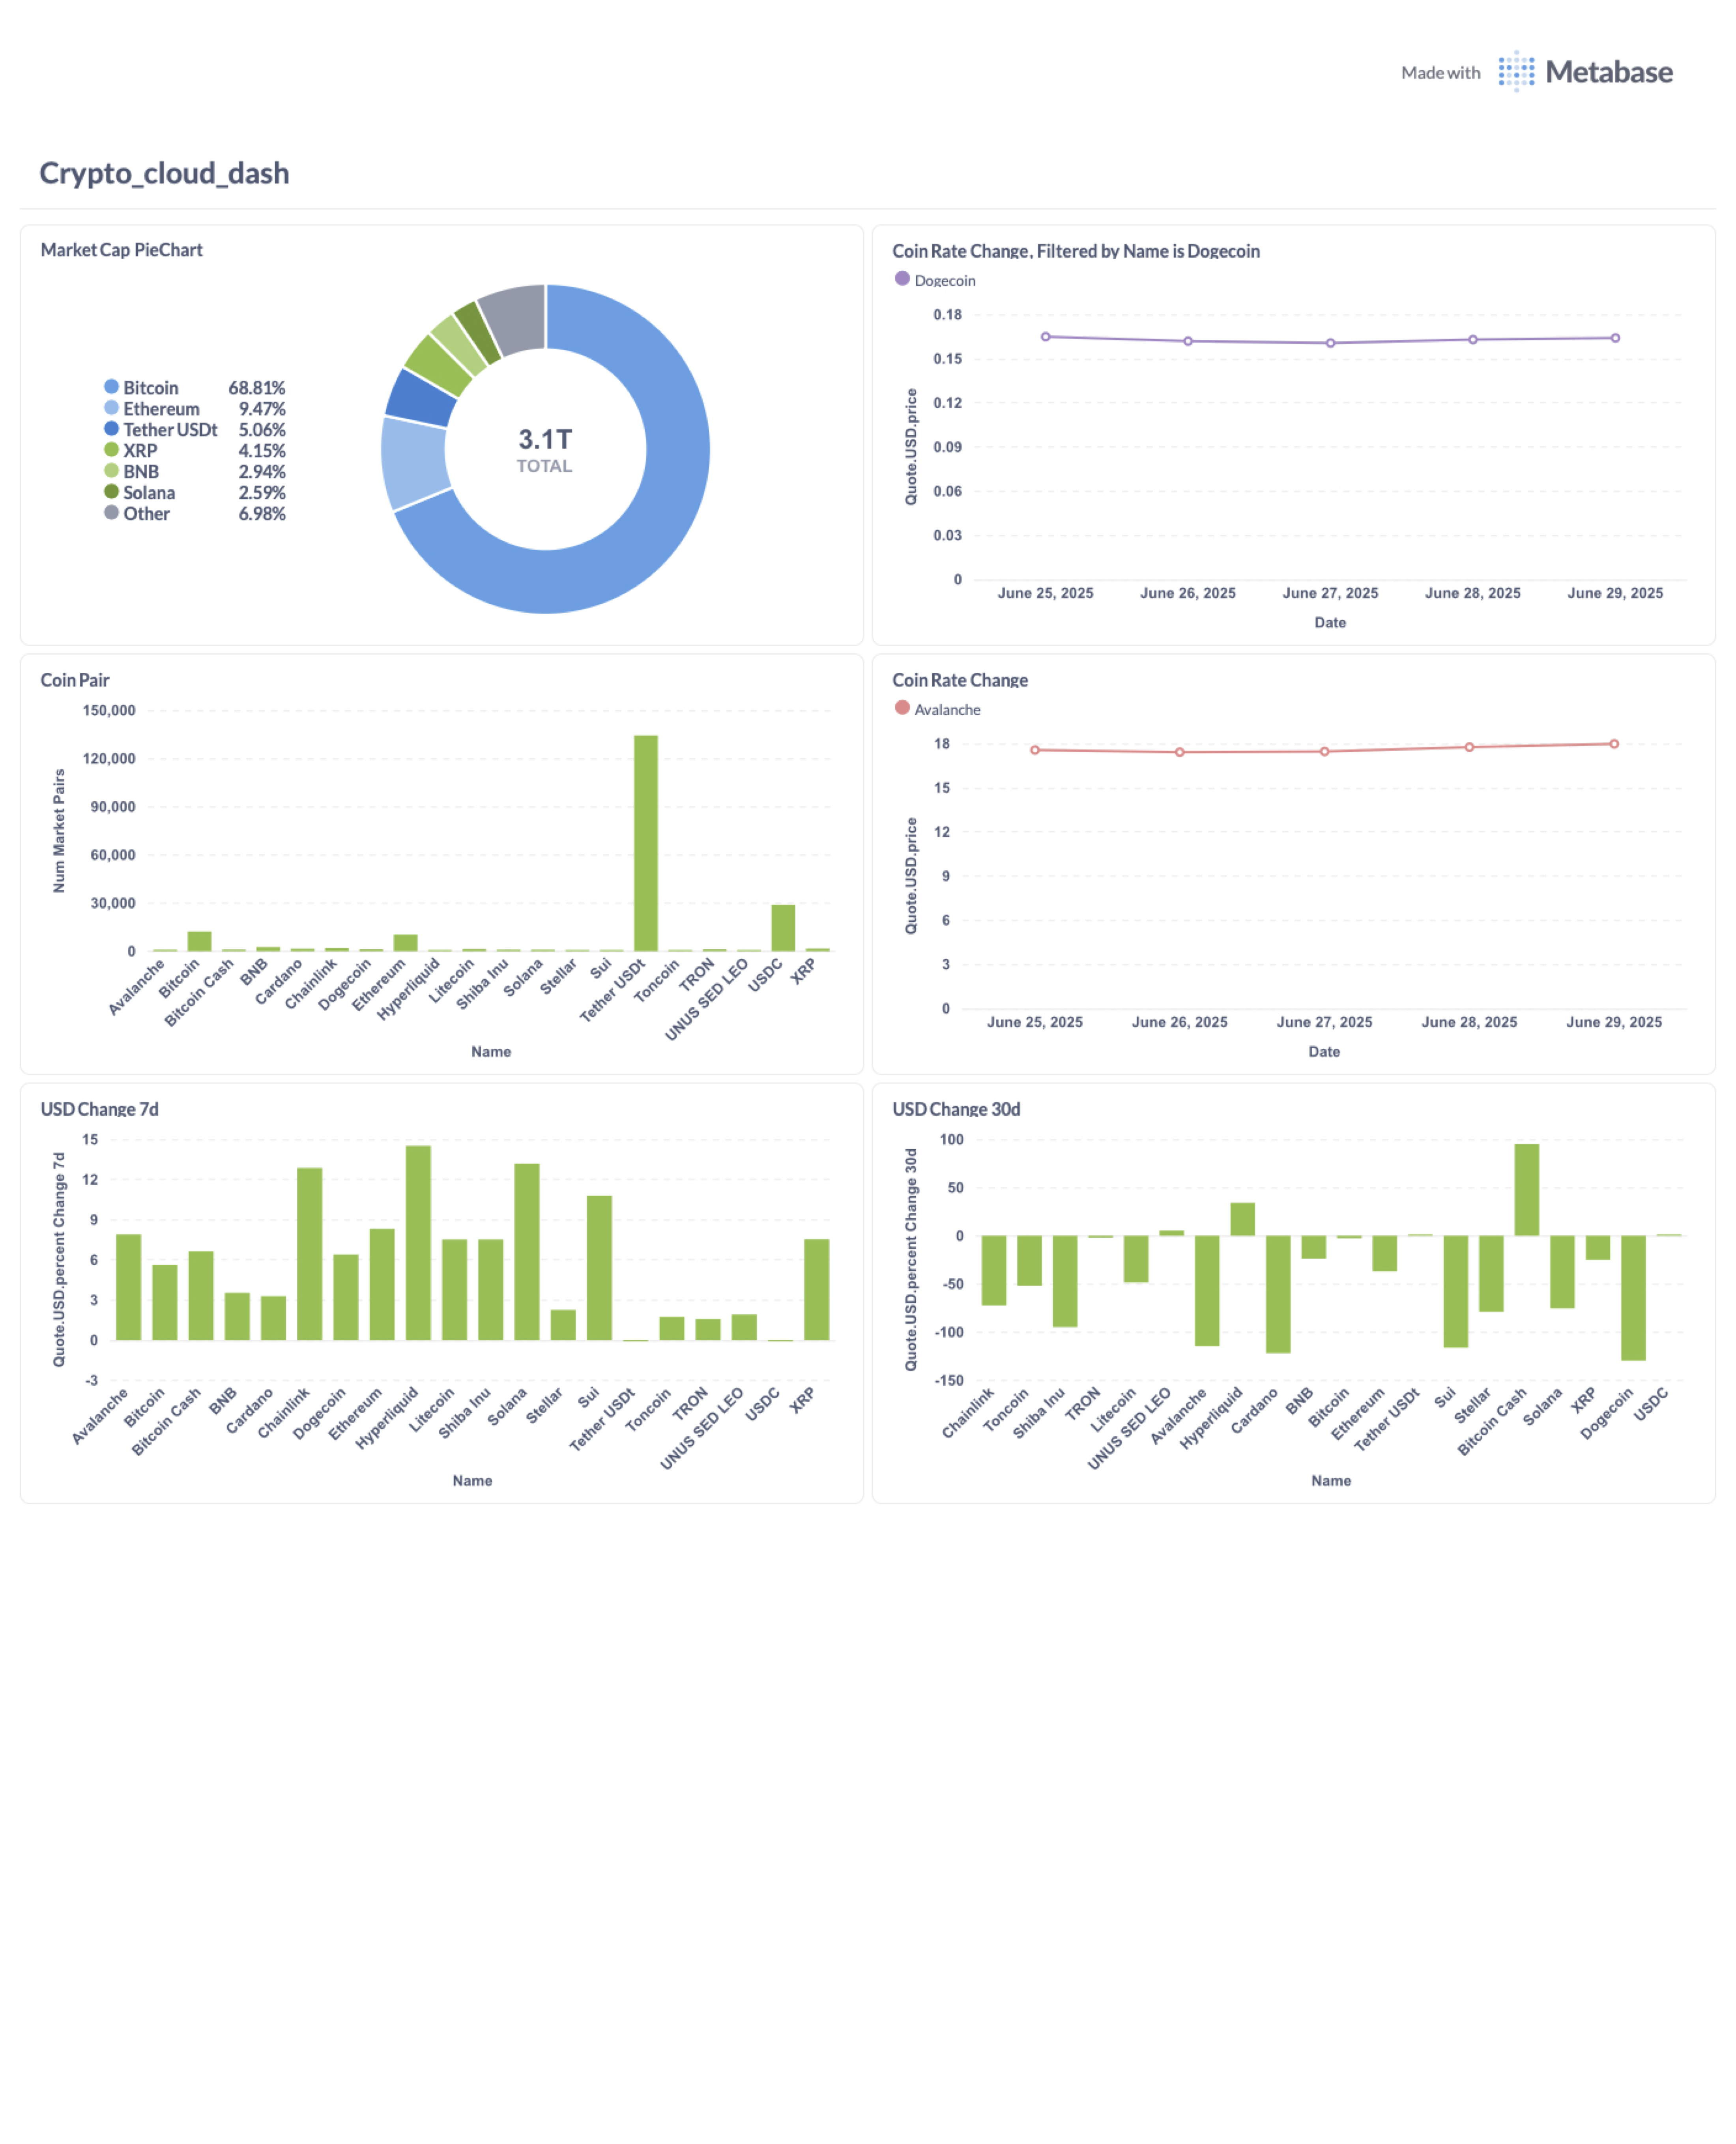 Made with Metabase
Crypto_cloud_dash
Market Cap PieChart
Bitcoin 68.81%
Ethereum 9.47%
Tether USDt 5.06%
XRP 4.15%
BNB 2.94%
Solana 2.59%
Other 6.98%
3.1T
TOTAL
Coin Rate Change, Filtered by Name is Dogecoin
Dogecoin
Quote.USD.price
0.18
0.15
0.12
0.09
0.06
0.03
0
June 25, 2025 June 26, 2025 June 27, 2025 June 28, 2025 June 29, 2025
Date
Coin Pair
Num Market Pairs
150,000
120,000
90,000
60,000
30,000
0
Avalanche Bitcoin Bitcoin Cash BNB Cardano Chainlink Dogecoin Ethereum Hyperliquid Litecoin Shiba Inu Solana Stellar Sui Tether USDt Toncoin TRON UNUS SED LEO USDC XRP
Name
Coin Rate Change
Avalanche
Quote.USD.price
18
15
12
9
6
3
0
June 25, 2025 June 26, 2025 June 27, 2025 June 28, 2025 June 29, 2025
Date
USD Change 7d
Quote.USD.percent Change 7d
15
12
9
6
3
0
-3
Avalanche Bitcoin Bitcoin Cash BNB Cardano Chainlink Dogecoin Ethereum Hyperliquid Litecoin Shiba Inu Solana Stellar Sui Tether USDt Toncoin TRON UNUS SED LEO USDC XRP
Name
USD Change 30d
Quote.USD.percent Change 30d
100
50
0
-50
-100
-150
Chainlink Toncoin Shiba Inu TRON Litecoin UNUS SED LEO Avalanche Hyperliquid Cardano BNB Bitcoin Ethereum Tether USDt Sui Stellar Bitcoin Cash Solana XRP Dogecoin USDC
Name